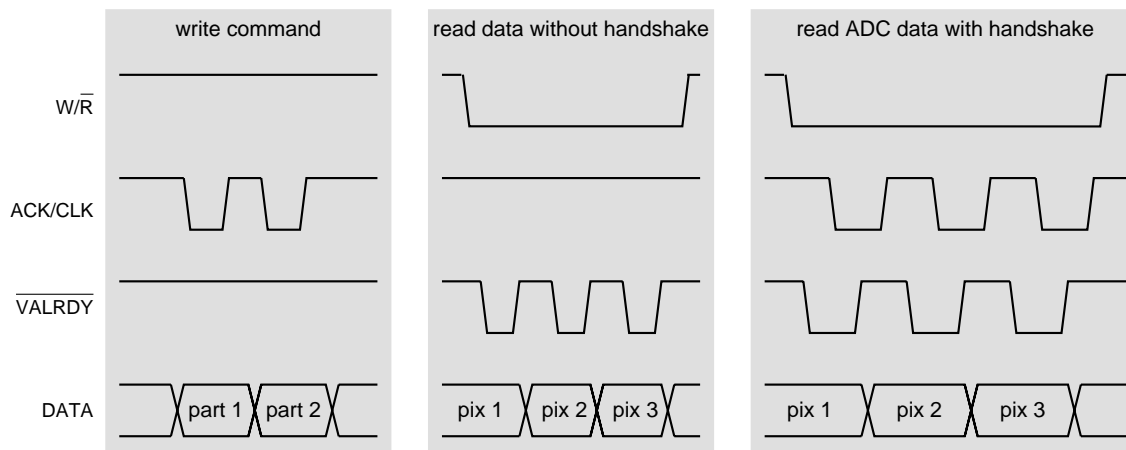 write command
read data without handshake
read ADC data with handshake
W/R̅
ACK/CLK
V̅A̅L̅R̅D̅Y̅
DATA
part 1 part 2
pix 1 pix 2 pix 3
pix 1 pix 2 pix 3